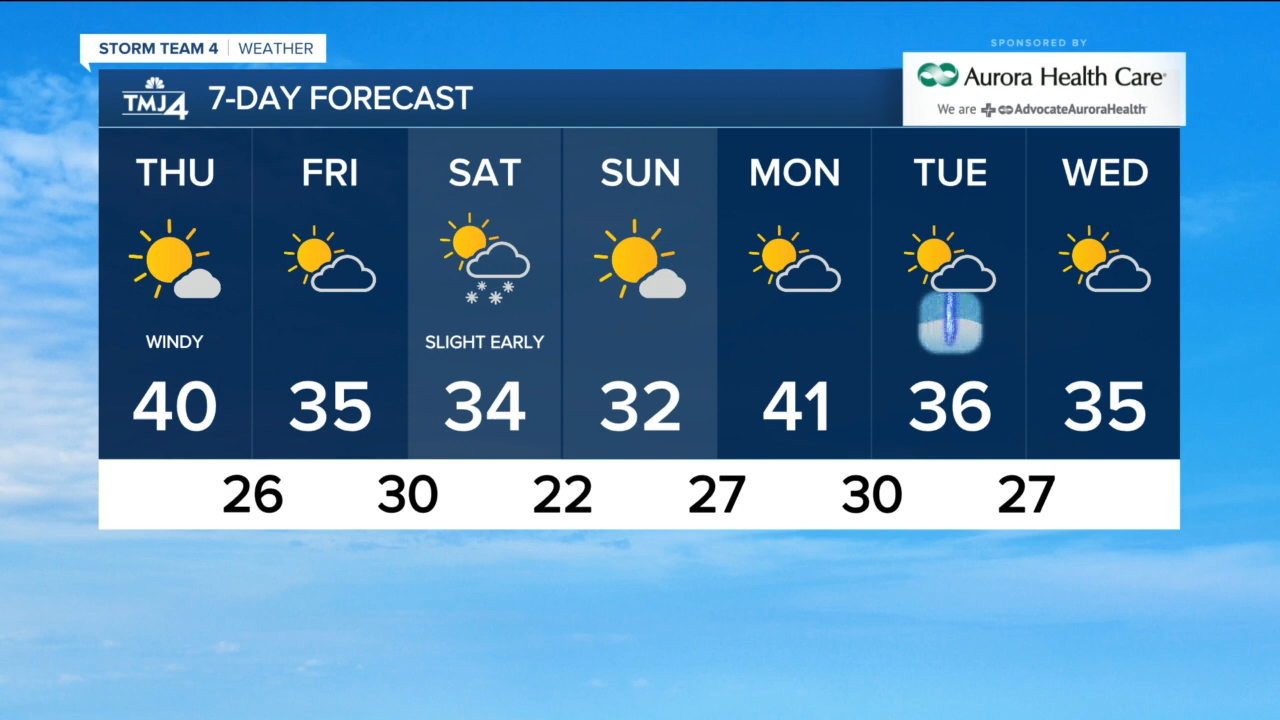 STORM TEAM 4 | WEATHER
SPONSORED BY
Aurora Health Care®
We are AdvocateAuroraHealth
TMJ4 7-DAY FORECAST
THU FRI SAT SUN MON TUE WED
WINDY SLIGHT EARLY
40 35 34 32 41 36 35
26 30 22 27 30 27